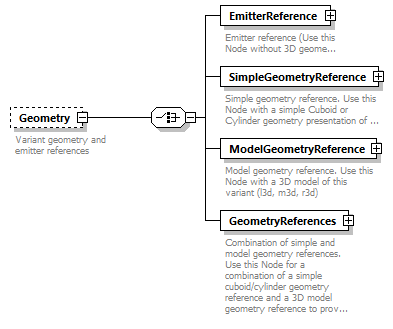 EmitterReference
Emitter reference (Use this
Node without 3D geome...
SimpleGeometryReference
Simple geometry reference. Use this
Node with a simple Cuboid or
Cylinder geometry presentation of ...
Geometry
Variant geometry and
emitter references
ModelGeometryReference
Model geometry reference. Use this
Node with a 3D model of this
variant (l3d, m3d, r3d)
GeometryReferences
Combination of simple and
model geometry references.
Use this Node for a
combination of a simple
cuboid/cylinder geometry
reference and a 3D model
geometry reference to prov...